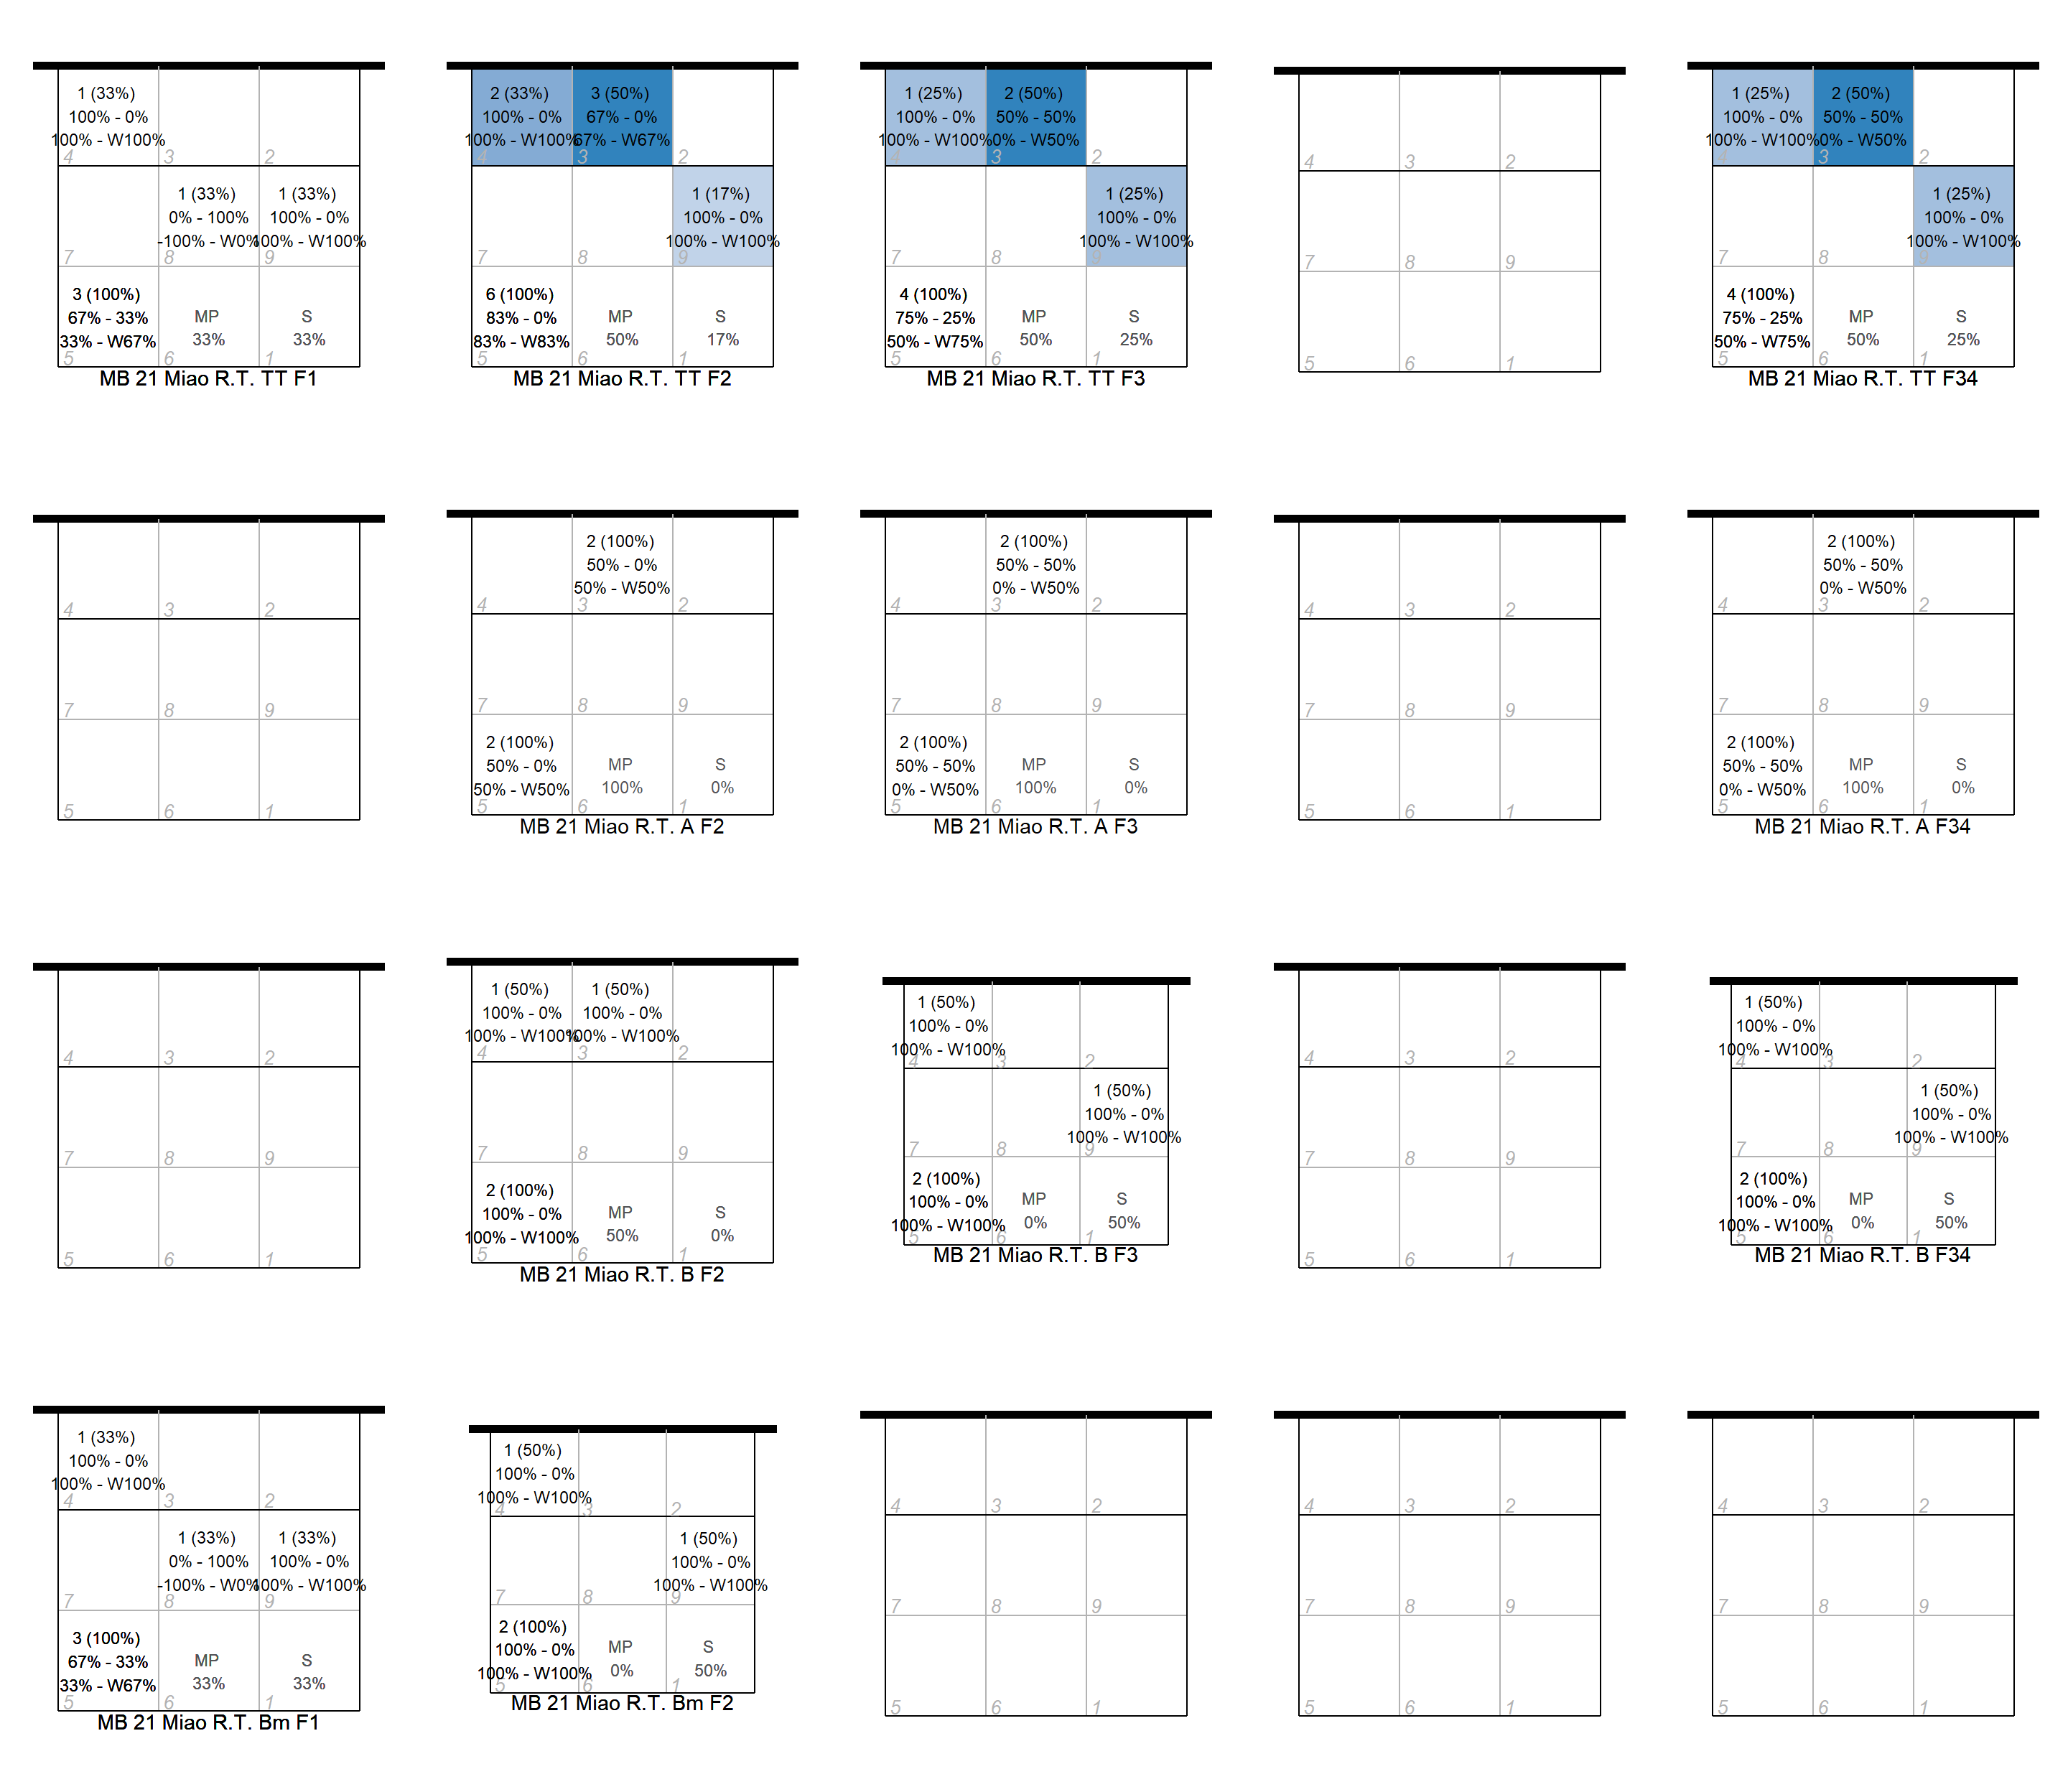 1 (33%)
100% - 0%
100% - W100%
4
3
2
1 (33%)
0% - 100%
-100% - W0%
1 (33%)
100% - 0%
100% - W100%
7
8
9
3 (100%)
67% - 33%
33% - W67%
MP
33%
S
33%
5
6
1
MB 21 Miao R.T. TT F1
2 (33%)
100% - 0%
100% - W100%
3 (50%)
67% - 0%
67% - W67%
4
3
2
1 (17%)
100% - 0%
100% - W100%
7
8
9
6 (100%)
83% - 0%
83% - W83%
MP
50%
S
17%
5
6
1
MB 21 Miao R.T. TT F2
1 (25%)
100% - 0%
100% - W100%
2 (50%)
50% - 50%
0% - W50%
4
3
2
1 (25%)
100% - 0%
100% - W100%
7
8
9
4 (100%)
75% - 25%
50% - W75%
MP
50%
S
25%
5
6
1
MB 21 Miao R.T. TT F3
4
3
2
7
8
9
5
6
1
1 (25%)
100% - 0%
100% - W100%
2 (50%)
50% - 50%
0% - W50%
4
3
2
1 (25%)
100% - 0%
100% - W100%
7
8
9
4 (100%)
75% - 25%
50% - W75%
MP
50%
S
25%
5
6
1
MB 21 Miao R.T. TT F34
4
3
2
7
8
9
5
6
1
2 (100%)
50% - 0%
50% - W50%
4
3
2
7
8
9
2 (100%)
50% - 0%
50% - W50%
MP
100%
S
0%
5
6
1
MB 21 Miao R.T. A F2
2 (100%)
50% - 50%
0% - W50%
4
3
2
7
8
9
2 (100%)
50% - 50%
0% - W50%
MP
100%
S
0%
5
6
1
MB 21 Miao R.T. A F3
4
3
2
7
8
9
5
6
1
2 (100%)
50% - 50%
0% - W50%
4
3
2
7
8
9
2 (100%)
50% - 50%
0% - W50%
MP
100%
S
0%
5
6
1
MB 21 Miao R.T. A F34
4
3
2
7
8
9
5
6
1
1 (50%)
100% - 0%
100% - W100%
1 (50%)
100% - 0%
100% - W100%
4
3
2
7
8
9
2 (100%)
100% - 0%
100% - W100%
MP
50%
S
0%
5
6
1
MB 21 Miao R.T. B F2
1 (50%)
100% - 0%
100% - W100%
4
3
2
1 (50%)
100% - 0%
100% - W100%
7
8
9
2 (100%)
100% - 0%
100% - W100%
MP
0%
S
50%
5
6
1
MB 21 Miao R.T. B F3
4
3
2
7
8
9
5
6
1
1 (50%)
100% - 0%
100% - W100%
4
3
2
1 (50%)
100% - 0%
100% - W100%
7
8
9
2 (100%)
100% - 0%
100% - W100%
MP
0%
S
50%
5
6
1
MB 21 Miao R.T. B F34
1 (33%)
100% - 0%
100% - W100%
4
3
2
1 (33%)
0% - 100%
-100% - W0%
1 (33%)
100% - 0%
100% - W100%
7
8
9
3 (100%)
67% - 33%
33% - W67%
MP
33%
S
33%
5
6
1
MB 21 Miao R.T. Bm F1
1 (50%)
100% - 0%
100% - W100%
4
3
2
1 (50%)
100% - 0%
100% - W100%
7
8
9
2 (100%)
100% - 0%
100% - W100%
MP
0%
S
50%
5
6
1
MB 21 Miao R.T. Bm F2
4
3
2
7
8
9
5
6
1
4
3
2
7
8
9
5
6
1
4
3
2
7
8
9
5
6
1